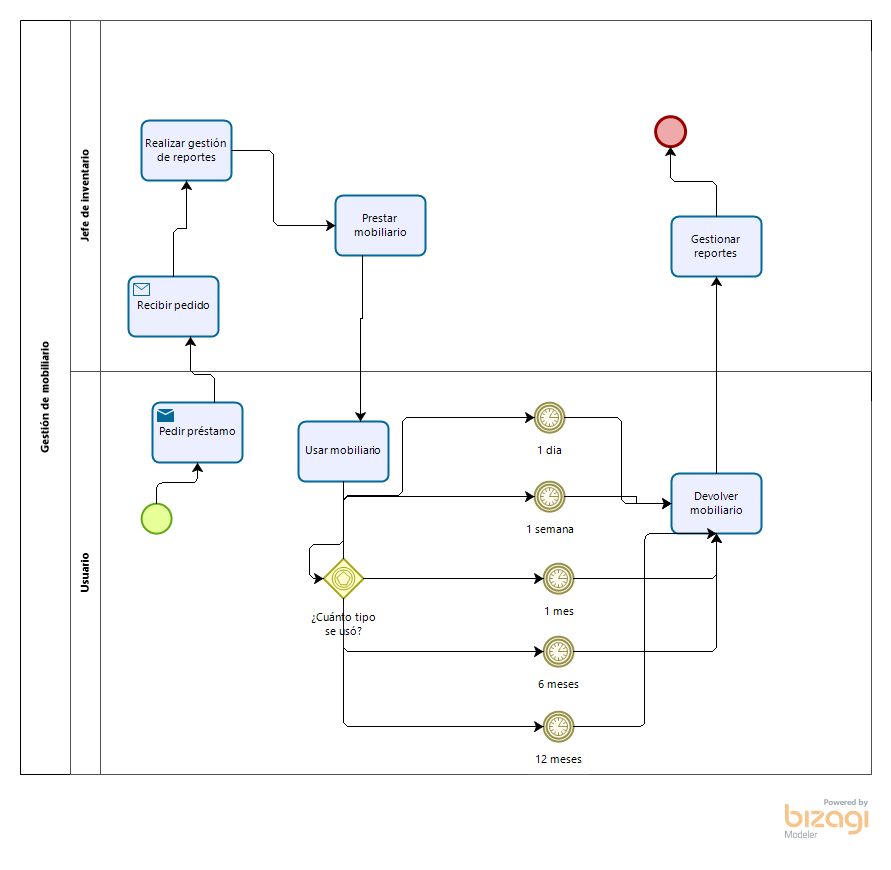 Gestión de mobiliario
Jefe de inventario
Realizar gestión
de reportes
Prestar
mobiliario
Gestionar
reportes
Recibir pedido
Usuario
Pedir préstamo
Usar mobiliario
1 dia
1 semana
Devolver
mobiliario
¿Cuánto tipo
se usó?
1 mes
6 meses
12 meses
Powered by
bizagi
Modeler